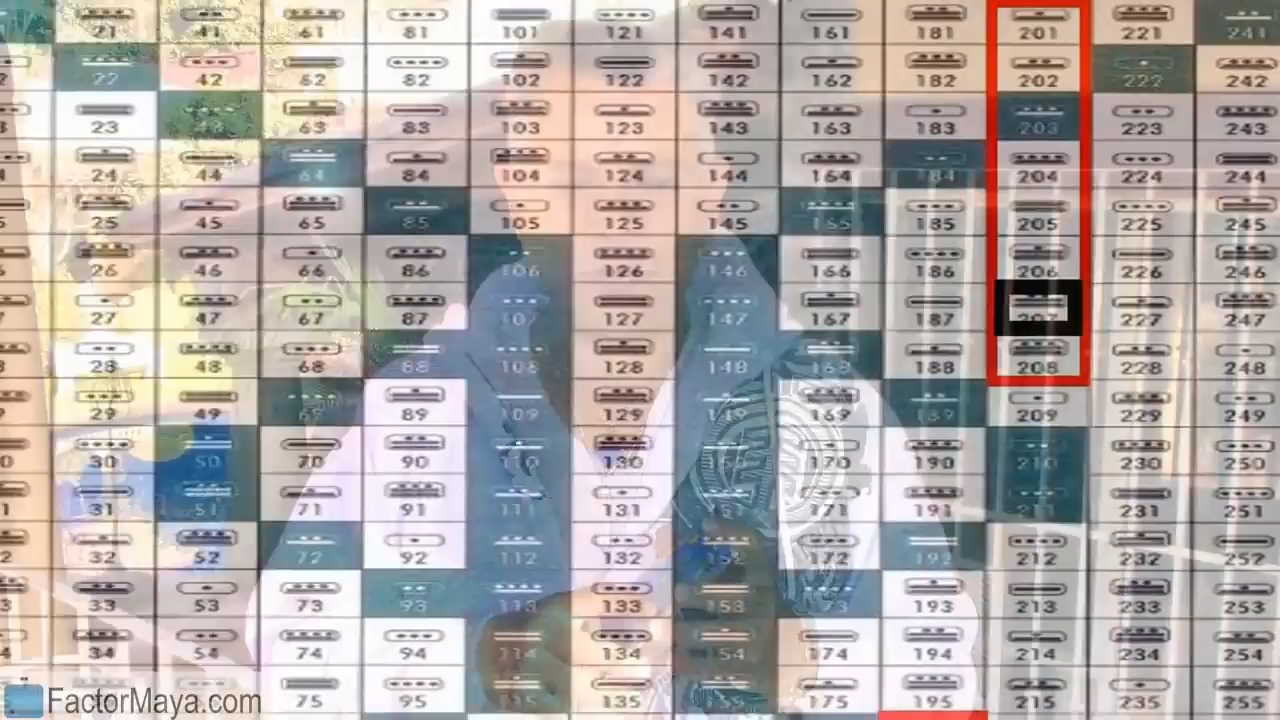 21 41 61 81 101 121 141 161 181 201 221 241
22 42 62 82 102 122 142 162 182 202 222 242
23 63 83 103 123 143 163 183 203 223 243
24 44 64 84 104 124 144 164 184 204 224 244
25 45 65 85 105 125 145 165 185 205 225 245
26 46 66 86 106 126 146 166 186 206 226 246
27 47 67 87 107 127 147 167 187 207 227 247
28 48 68 88 108 128 148 168 188 208 228 248
29 49 69 89 109 129 149 169 189 209 229 249
30 50 70 90 110 130 170 190 210 230 250
31 51 71 91 111 131 151 171 191 211 231 251
32 52 72 92 112 132 152 172 192 212 232 252
33 53 73 93 113 133 153 173 193 213 233 253
34 54 74 94 114 134 154 174 194 214 234 254
75 95 115 135 155 175 195 215 235 255
FactorMaya.com